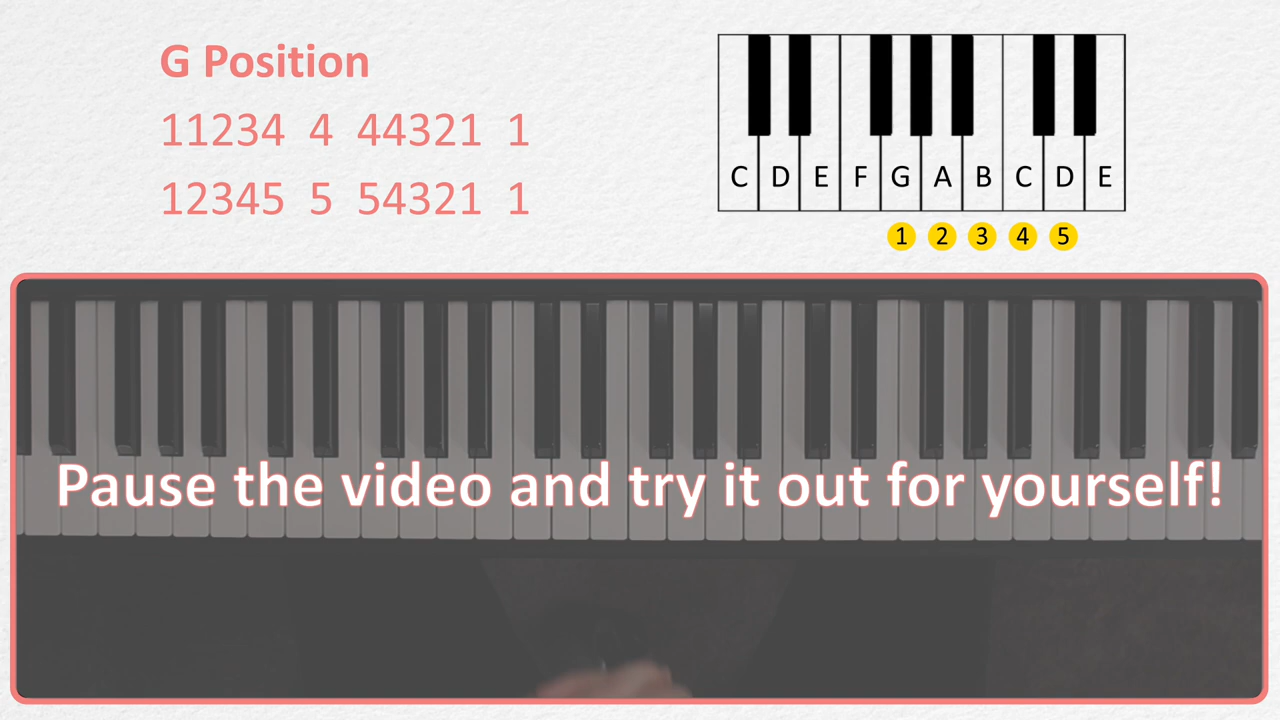 G Position
11234 4 44321 1
12345 5 54321 1
C D E F G A B C D E
1 2 3 4 5
Pause the video and try it out for yourself!